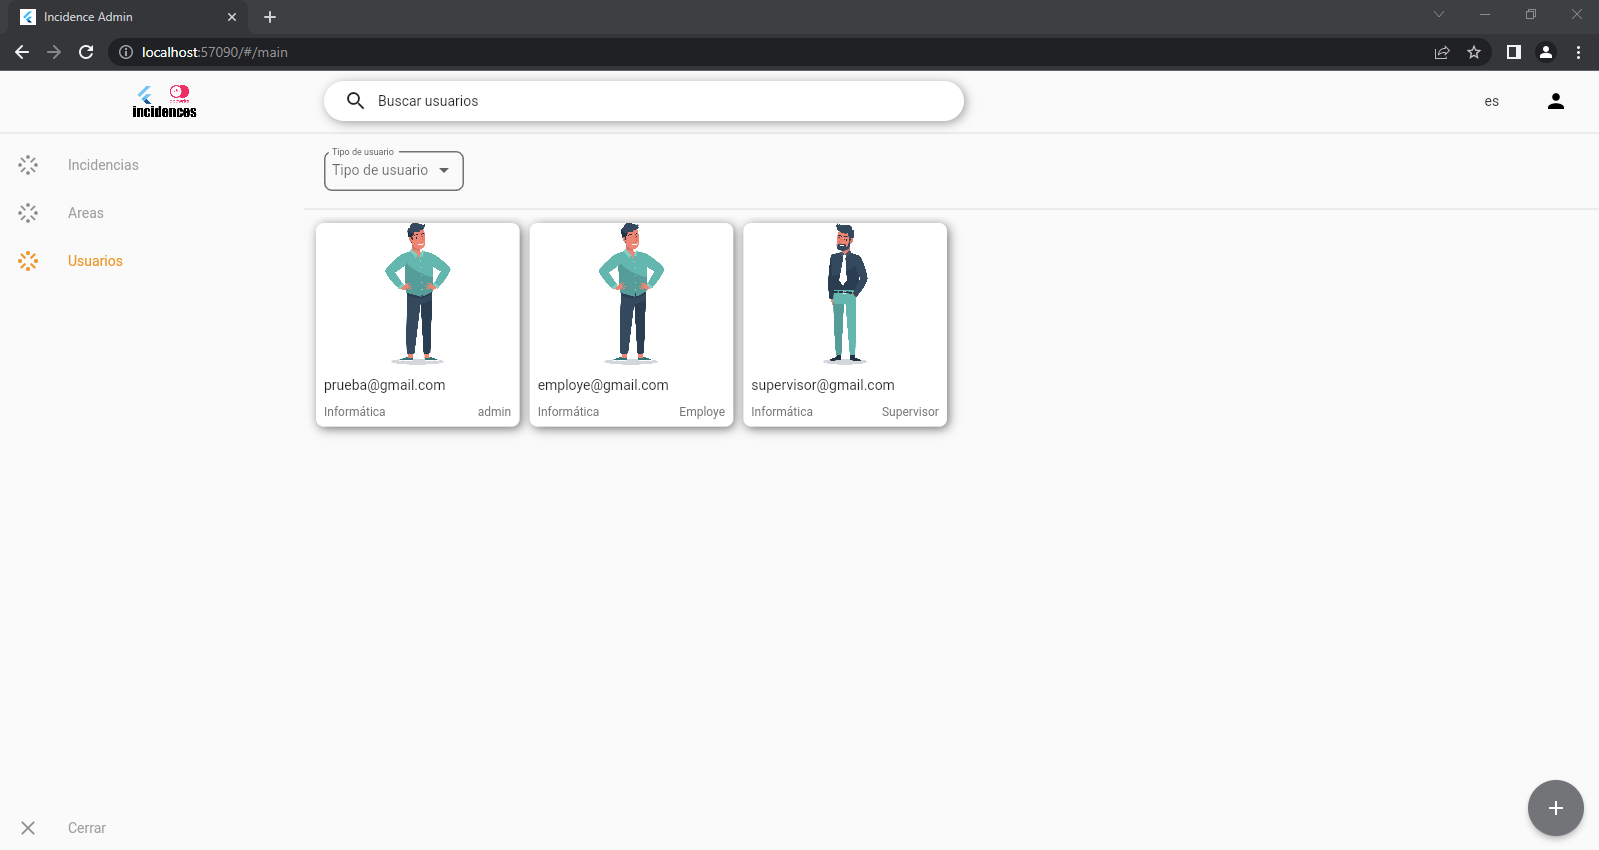 Incidence Admin
localhost:57090/#/main
incidences
Buscar usuarios
es
Incidencias
Areas
Usuarios
Tipo de usuario
Tipo de usuario
prueba@gmail.com
Informática admin
employe@gmail.com
Informática Employe
supervisor@gmail.com
Informática Supervisor
Cerrar